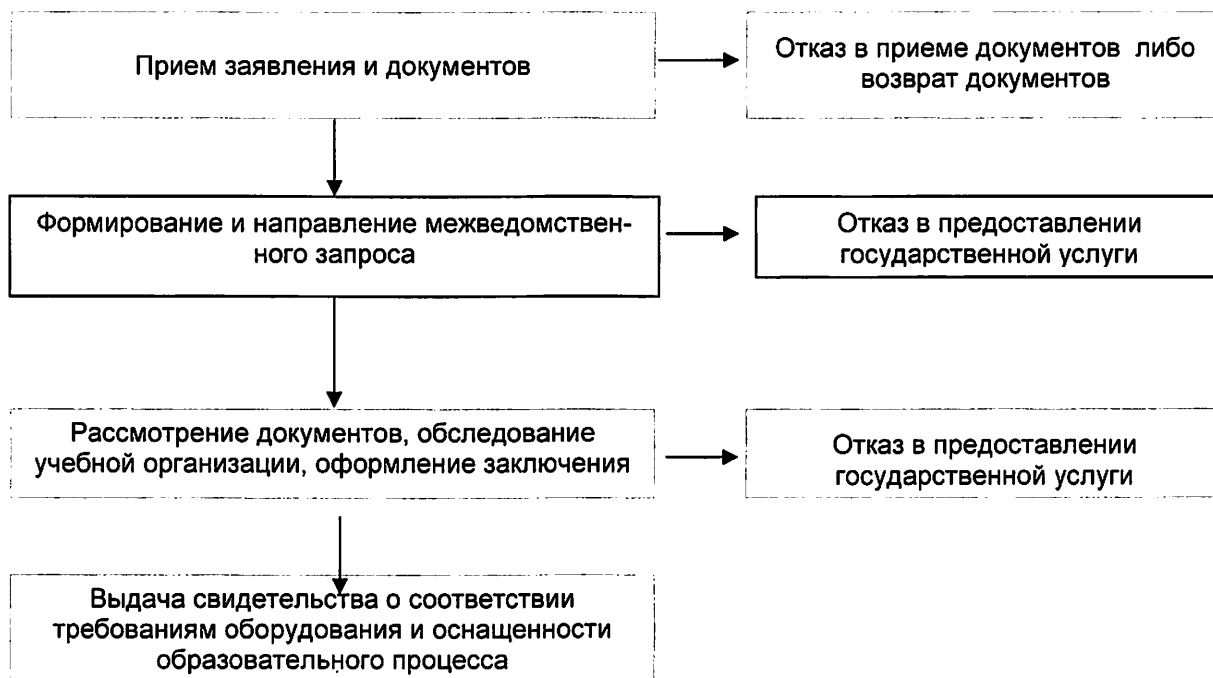 Прием заявления и документов
Отказ в приеме документов либо
возврат документов
Формирование и направление межведомствен-
ного запроса
Отказ в предоставлении
государственной услуги
Рассмотрение документов, обследование
учебной организации, оформление заключения
Отказ в предоставлении
государственной услуги
Выдача свидетельства о соответствии
требованиям оборудования и оснащенности
образовательного процесса